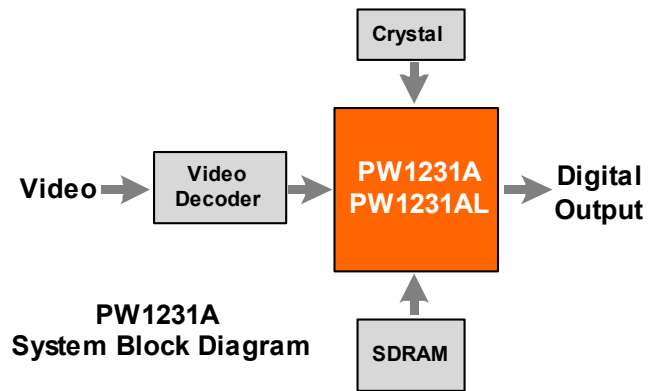 Crystal
Video
Video
Decoder
PW1231A
PW1231AL
Digital
Output
PW1231A
System Block Diagram
SDRAM